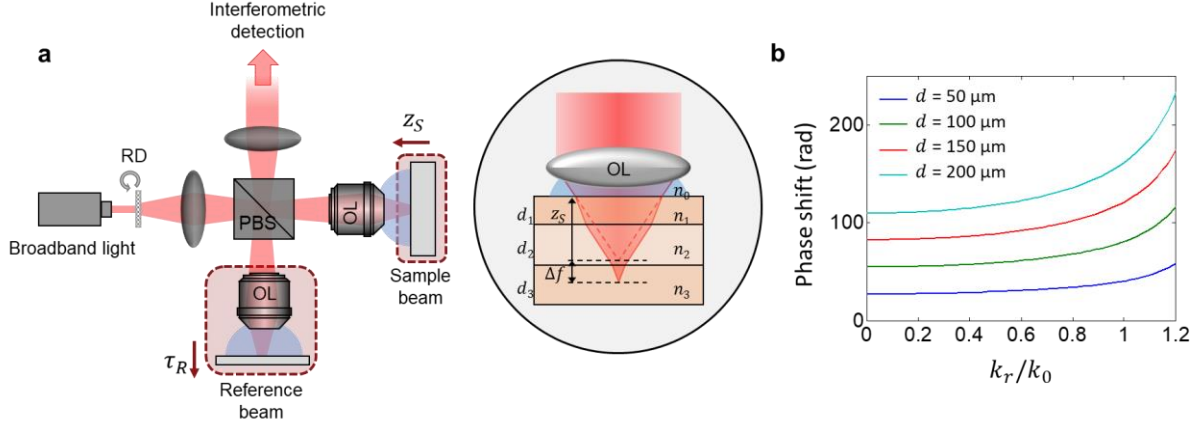 a
Interferometric
detection
RD
Broadband light
PBS
OL
z_S
Sample
beam
OL
τ_R
Reference
beam
OL
n_0
d_1
z_S
n_1
d_2
n_2
Δf
d_3
n_3
b
Phase shift (rad)
200
100
0
d = 50 μm
d = 100 μm
d = 150 μm
d = 200 μm
0 0.2 0.4 0.6 0.8 1 1.2
k_r/k_0